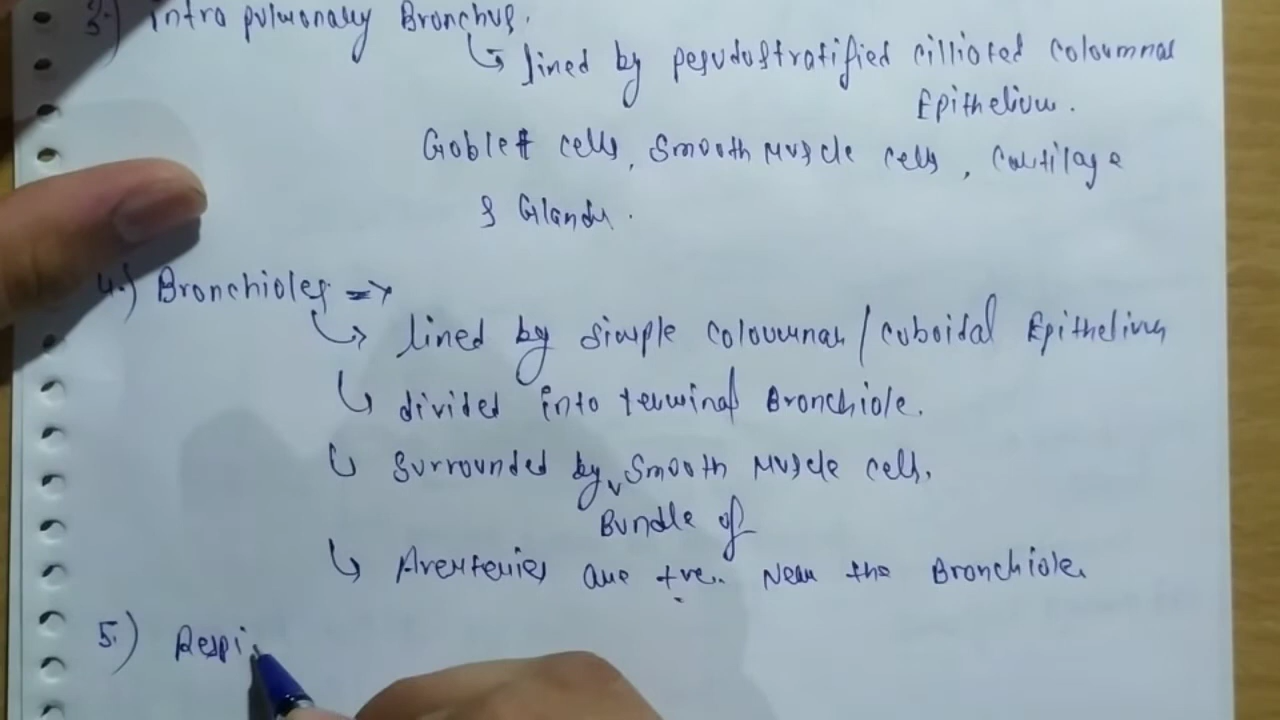 3.) Intra pulmonary Bronchus.
↳ lined by pesudostratified cilliated coloumnar
Epithelium.
Goblet cells, Smooth Muscle cells, Cartilage
& Glands.
4.) Bronchioles =>
↳ lined by simple coloumnar / cuboidal Epithelium
↳ divided into terminal Bronchiole.
↳ Surrounded by Smooth Muscle cells.
Bundle of
↳ Arerteries are +ve. Near the Bronchiole.
5.) Respi